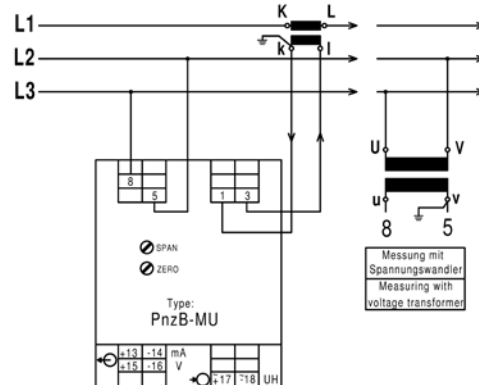 K L
L1
k l
L2
L3
U V
8
5 1 3
u v
8 5
SPAN
ZERO
Messung mit
Spannungswandler
Measuring with
voltage transformer
Type:
PnzB-MU
+13 -14 mA
+15 -16 V
+17 -18 UH